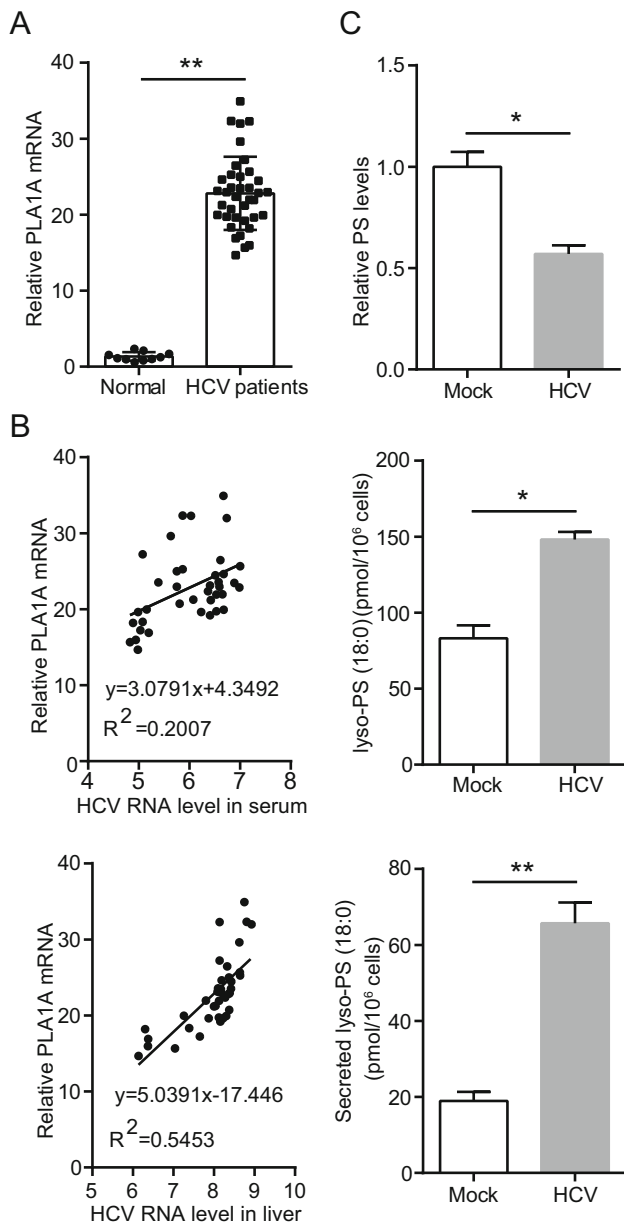 A
Relative PLA1A mRNA
40
30
20
10
0
**
Normal
HCV patients
B
Relative PLA1A mRNA
40
30
20
10
0
y=3.0791x+4.3492
R2=0.2007
4 5 6 7 8
HCV RNA level in serum
Relative PLA1A mRNA
40
30
20
10
0
y=5.0391x-17.446
R2=0.5453
5 6 7 8 9 10
HCV RNA level in liver
C
Relative PS levels
1.5
1.0
0.5
0.0
*
Mock HCV
lyso-PS (18:0)(pmol/10⁶ cells)
200
150
100
50
0
*
Mock HCV
Secreted lyso-PS (18:0)
(pmol/10⁶ cells)
80
60
40
20
0
**
Mock HCV